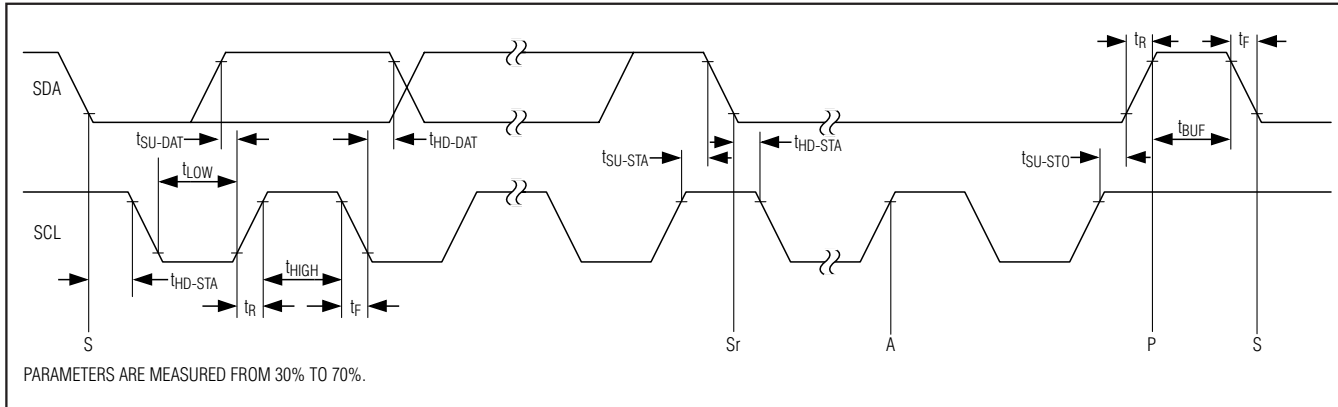 tR
tF
SDA
tBUF
tSU-DAT
tHD-DAT
tHD-STA
tSU-STA
tSU-STO
tLOW
SCL
tHIGH
tHD-STA
tR
tF
S
Sr
A
P
S
PARAMETERS ARE MEASURED FROM 30% TO 70%.